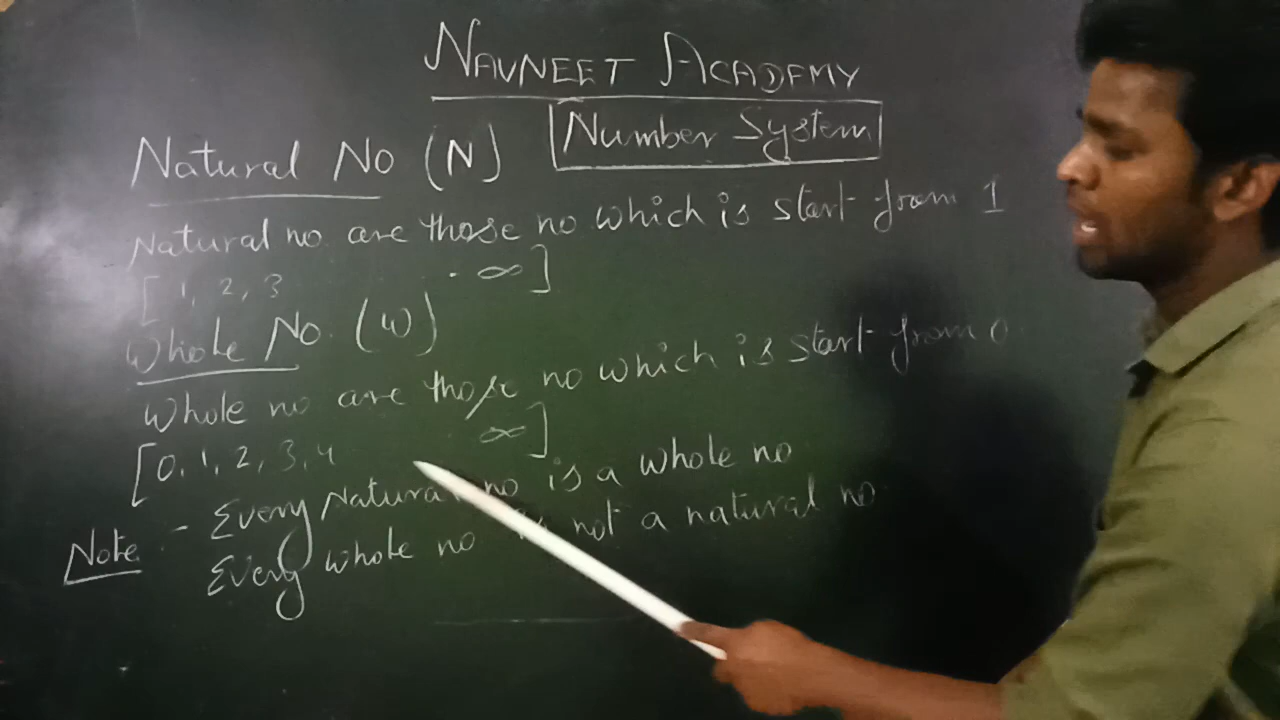 NAVNEET ACADEMY
Number System
Natural No (N)
Natural no are those no which is start from 1
[ 1, 2, 3 . ∞ ]
Whole No. (W)
Whole no are those no which is start from 0.
[ 0, 1, 2, 3, 4 ∞ ]
Note - Every Natural no is a whole no
Every whole no is not a natural no.